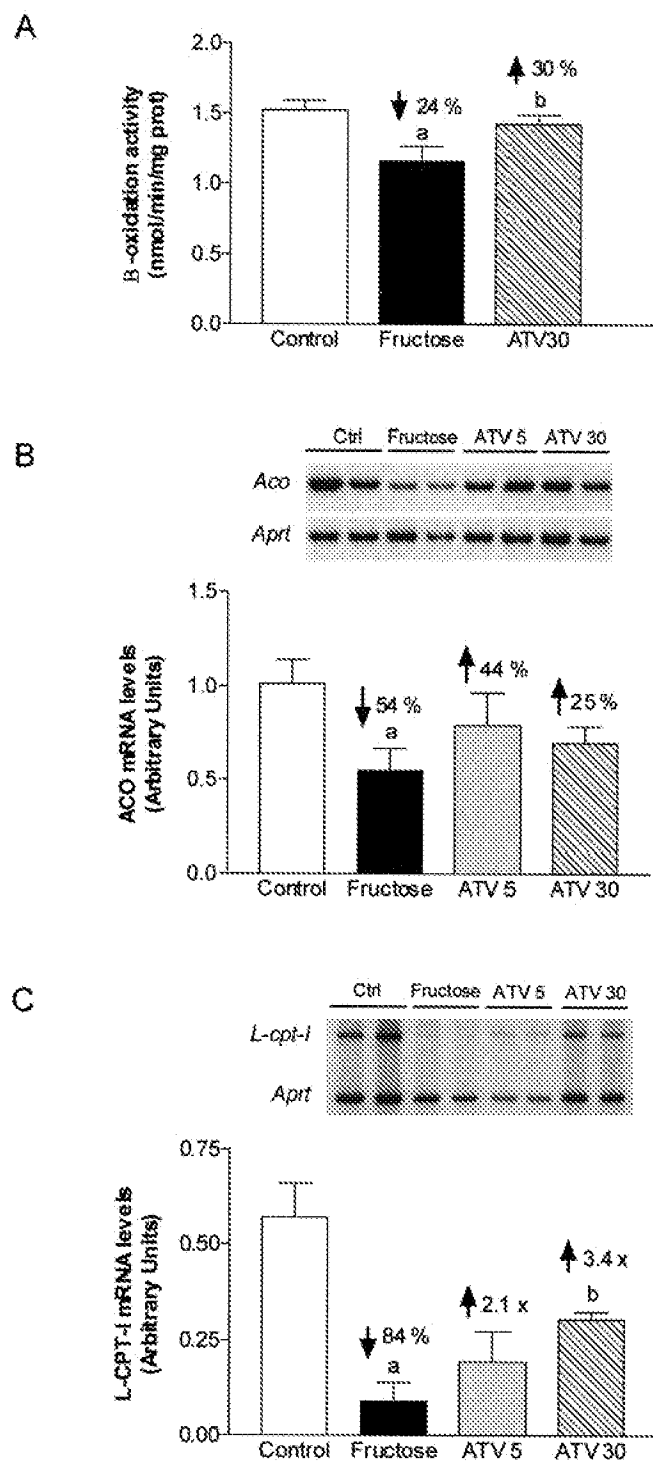 A
B-oxidation activity
(nmol/min/mg prot)
2.0
1.5
1.0
0.5
0.0
24 %
a
30 %
b
Control Fructose ATV30
B
Ctrl Fructose ATV 5 ATV 30
Aco
Aprt
ACO mRNA levels
(Arbitrary Units)
1.5
1.0
0.5
0.0
54 %
a
44 %
25 %
Control Fructose ATV 5 ATV 30
C
Ctrl Fructose ATV 5 ATV 30
L-cpt-I
Aprt
L-CPT-I mRNA levels
(Arbitrary Units)
0.75
0.50
0.25
0.00
84 %
a
2.1 x
3.4 x
b
Control Fructose ATV 5 ATV 30